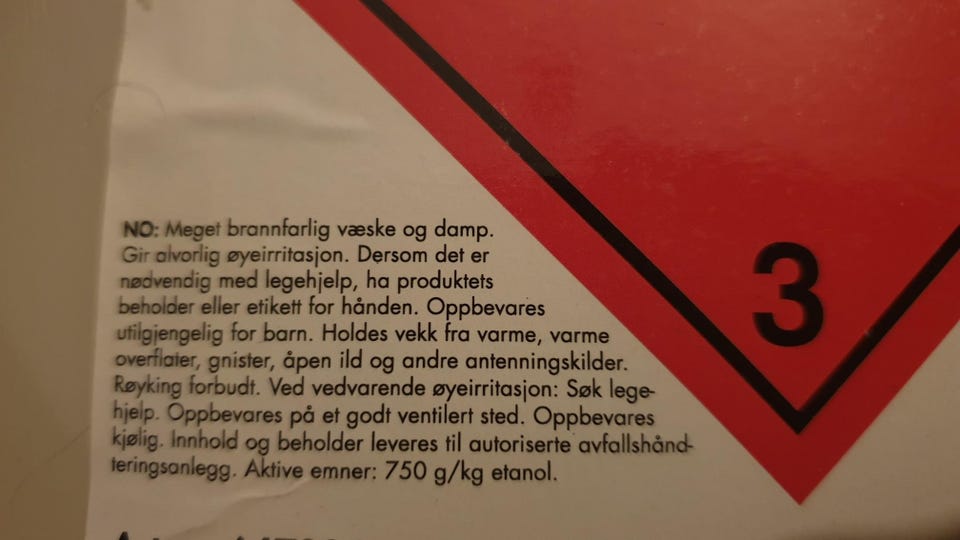 NO: Meget brannfarlig væske og damp.
Gir alvorlig øyeirritasjon. Dersom det er
nødvendig med legehjelp, ha produktets
beholder eller etikett for hånden. Oppbevares
utilgjengelig for barn. Holdes vekk fra varme, varme
overflater, gnister, åpen ild og andre antenningskilder.
Røyking forbudt. Ved vedvarende øyeirritasjon: Søk lege-
hjelp. Oppbevares på et godt ventilert sted. Oppbevares
kjølig. Innhold og beholder leveres til autoriserte avfallshånd-
teringsanlegg. Aktive emner: 750 g/kg etanol.
3